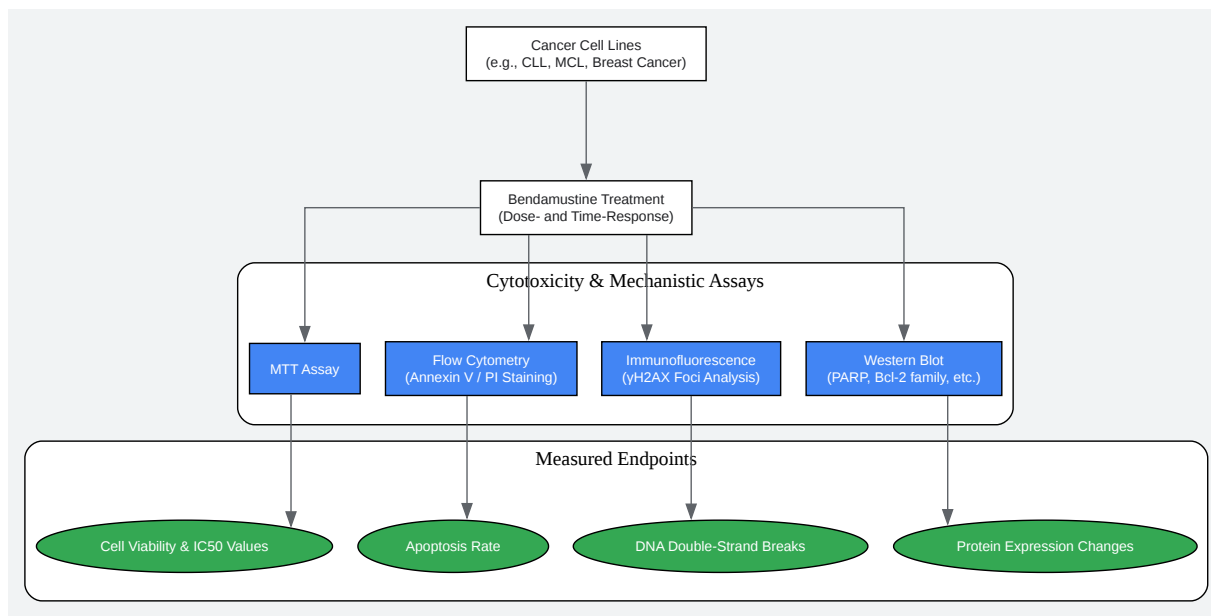 Cancer Cell Lines
(e.g., CLL, MCL, Breast Cancer)
Bendamustine Treatment
(Dose- and Time-Response)
Cytotoxicity & Mechanistic Assays
MTT Assay
Flow Cytometry
(Annexin V / PI Staining)
Immunofluorescence
(γH2AX Foci Analysis)
Western Blot
(PARP, Bcl-2 family, etc.)
Measured Endpoints
Cell Viability & IC50 Values
Apoptosis Rate
DNA Double-Strand Breaks
Protein Expression Changes